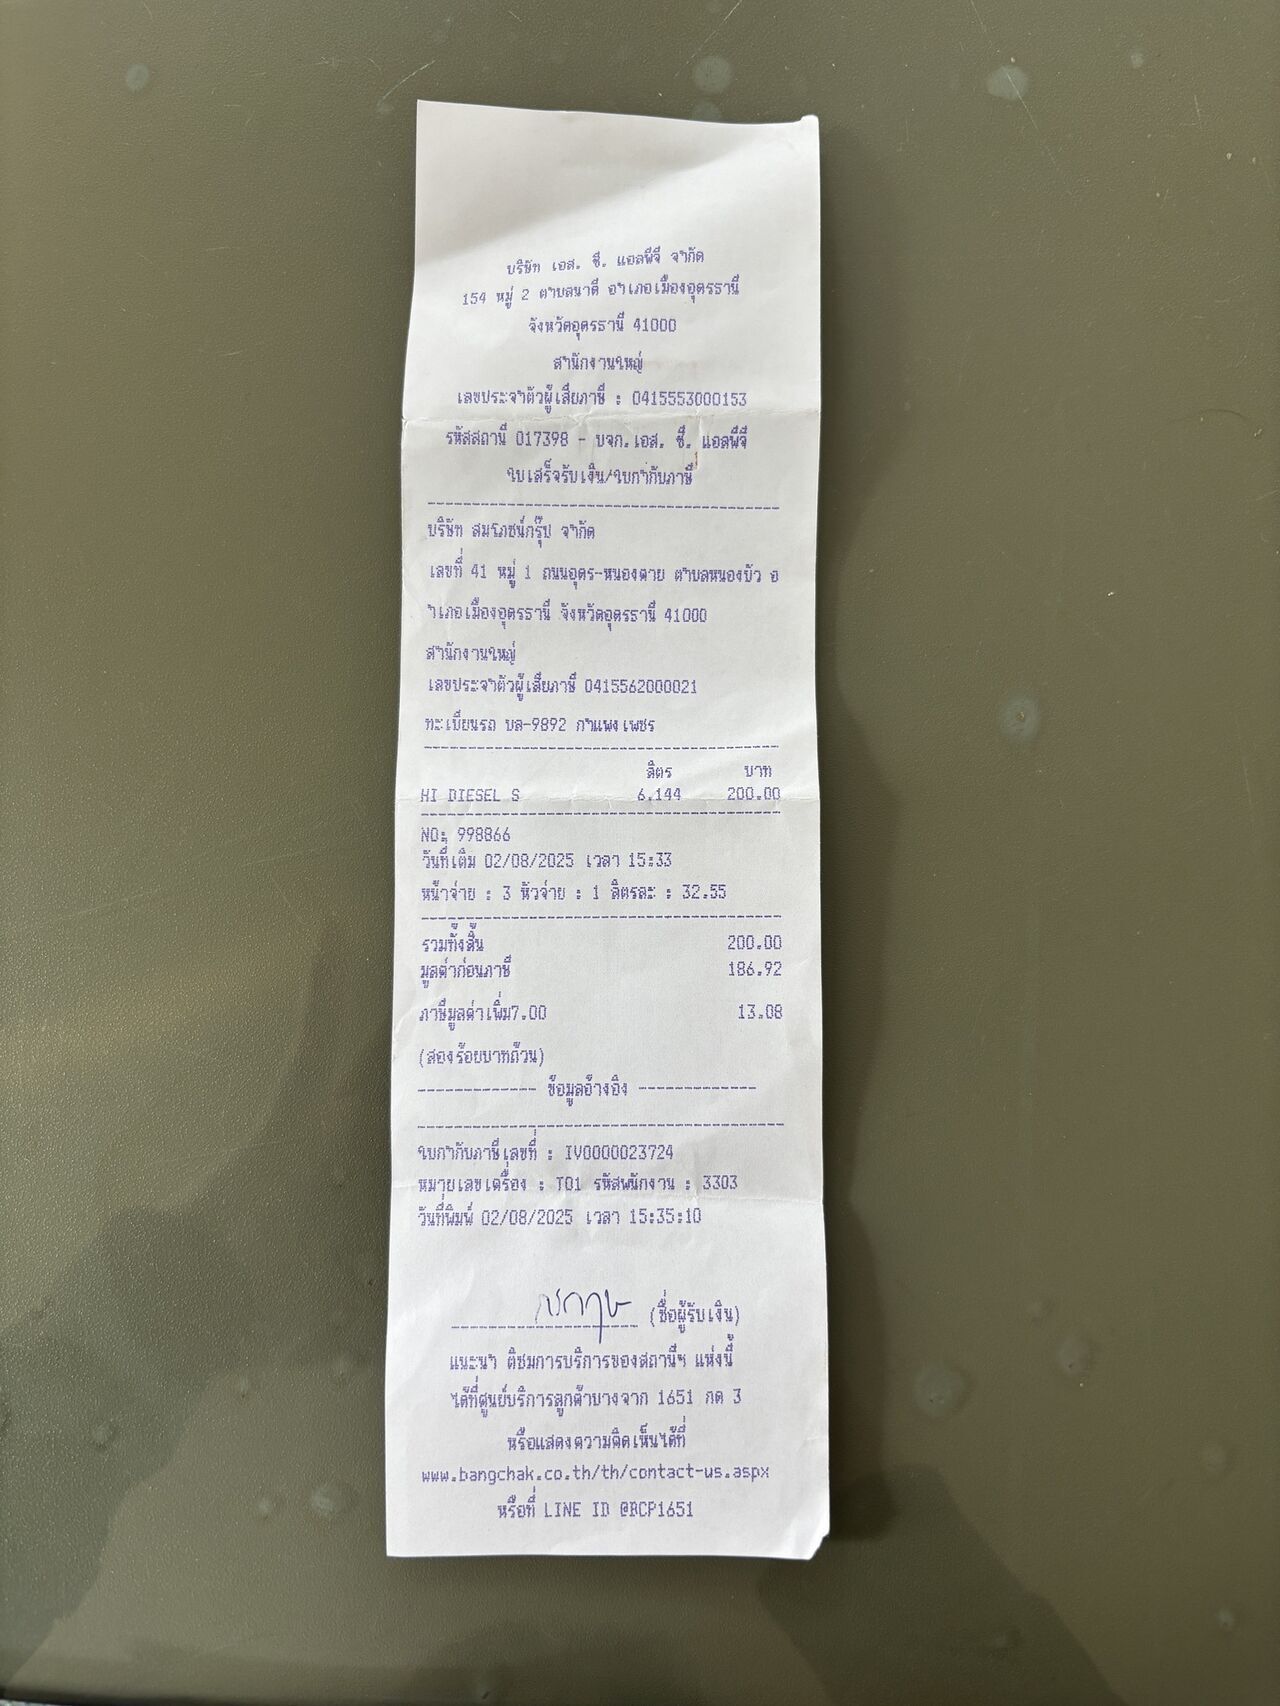 บริษัท เอส. ซี. แอลพีจี จำกัด
154 หมู่ 2 ตำบลนาดี อำเภอเมืองอุดรธานี
จังหวัดอุดรธานี 41000
สำนักงานใหญ่
เลขประจำตัวผู้เสียภาษี : 0415553000153
รหัสสถานี 017398 - บจก.เอส. ซี. แอลพีจี
ใบเสร็จรับเงิน/ใบกำกับภาษี
บริษัท สมโภชน์กรุ๊ป จำกัด
เลขที่ 41 หมู่ 1 ถนนอุดร-หนองคาย ตำบลหนองบัว อ
ำเภอเมืองอุดรธานี จังหวัดอุดรธานี 41000
สำนักงานใหญ่
เลขประจำตัวผู้เสียภาษี 0415562000021
ทะเบียนรถ บล-9892 กำแพงเพชร
ลิตร บาท
HI DIESEL S 6.144 200.00
NO: 998866
วันที่เติม 02/08/2025 เวลา 15:33
หน้าจ่าย : 3 หัวจ่าย : 1 ลิตรละ : 32.55
รวมทั้งสิ้น 200.00
มูลค่าก่อนภาษี 186.92
ภาษีมูลค่าเพิ่ม7.00 13.08
(สองร้อยบาทถ้วน)
------------- ข้อมูลอ้างอิง -------------
ใบกำกับภาษีเลขที่ : IV0000023724
หมายเลขเครื่อง : T01 รหัสพนักงาน : 3303
วันที่พิมพ์ 02/08/2025 เวลา 15:35:10
(ชื่อผู้รับเงิน)
แนะนำ ติชมการบริการของสถานีฯ แห่งนี้
ได้ที่ศูนย์บริการลูกค้าบางจาก 1651 กด 3
หรือแสดงความคิดเห็นได้ที่
www.bangchak.co.th/th/contact-us.aspx
หรือที่ LINE ID @BCP1651